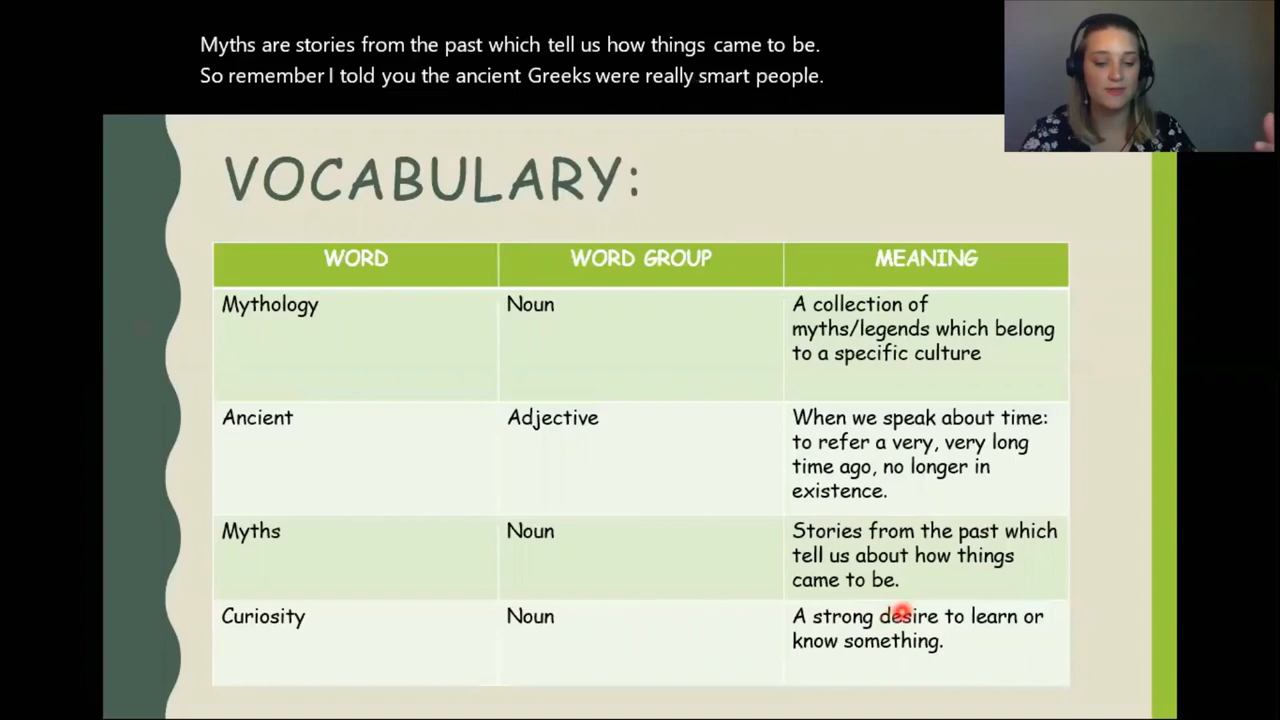 Myths are stories from the past which tell us how things came to be.
So remember I told you the ancient Greeks were really smart people.
VOCABULARY:
WORD
WORD GROUP
MEANING
Mythology
Noun
A collection of
myths/legends which belong
to a specific culture
Ancient
Adjective
When we speak about time:
to refer a very, very long
time ago, no longer in
existence.
Myths
Noun
Stories from the past which
tell us about how things
came to be.
Curiosity
Noun
A strong desire to learn or
know something.